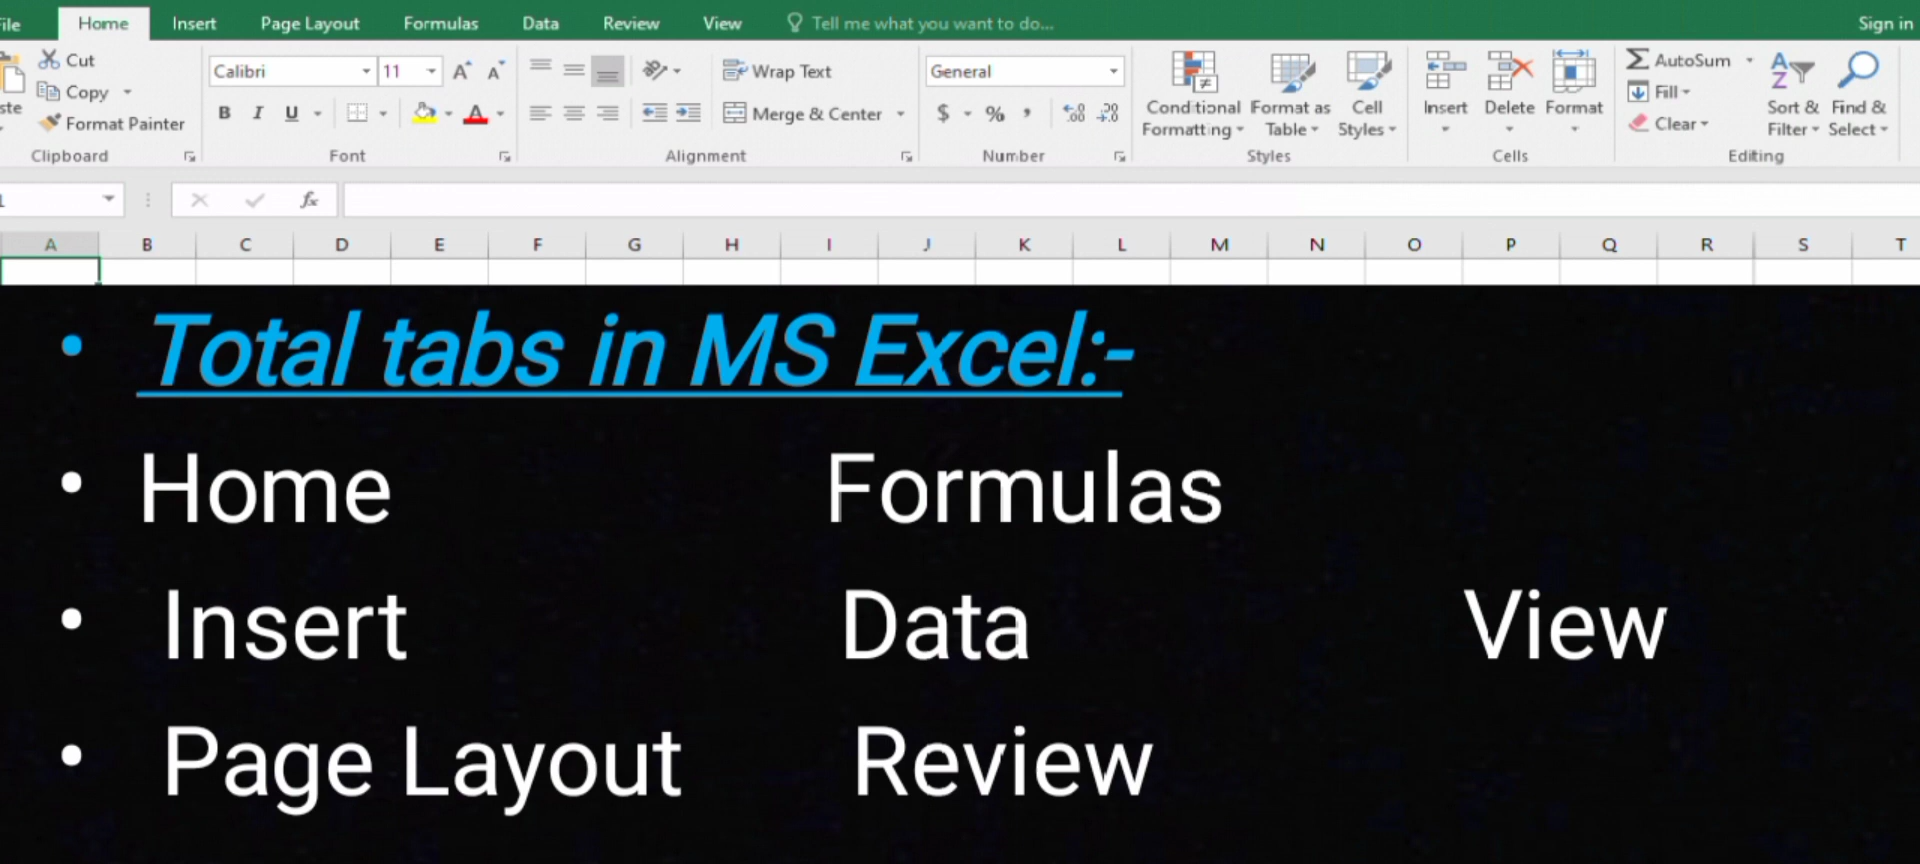 File Home Insert Page Layout Formulas Data Review View Tell me what you want to do... Sign in
Cut Calibri 11 Wrap Text General AutoSum
Copy Fill
Format Painter B I U Merge & Center $ % , Conditional Formatting Format as Table Cell Styles Insert Delete Format Clear Sort & Filter Find & Select
Clipboard Font Alignment Number Styles Cells Editing
fx
A B C D E F G H I J K L M N O P Q R S T
• Total tabs in MS Excel:-
• Home Formulas
• Insert Data View
• Page Layout Review